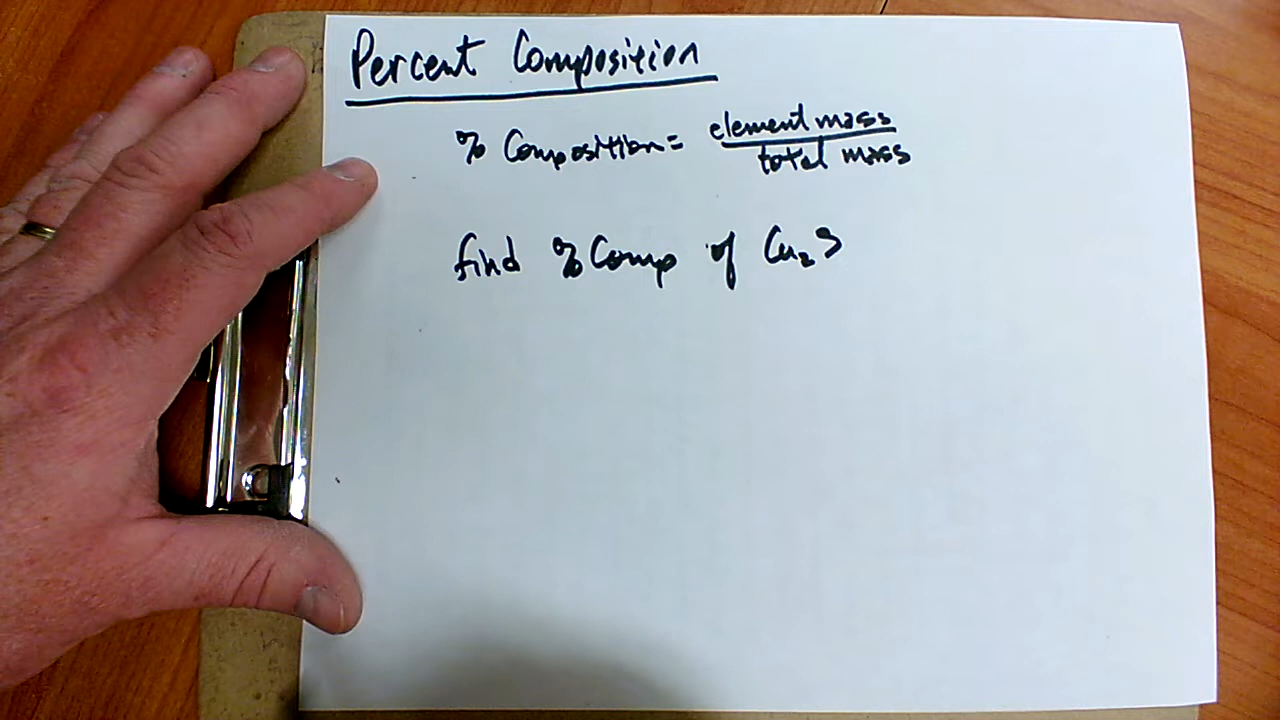 Percent Composition
% Composition = element mass / total mass
find % Comp of Cu₂S